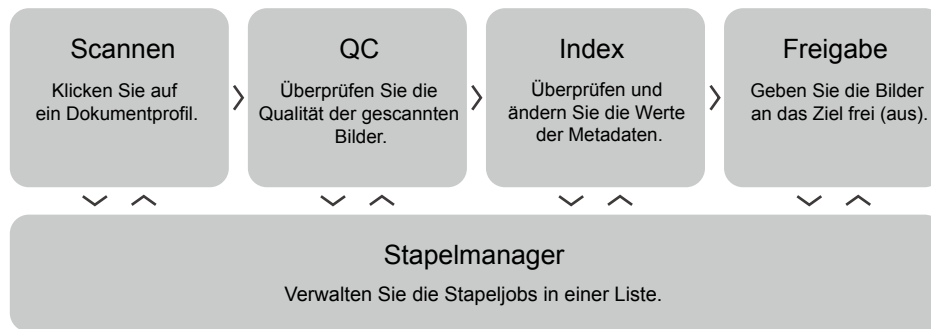 Scannen
Klicken Sie auf
ein Dokumentprofil.
QC
Überprüfen Sie die
Qualität der gescannten
Bilder.
Index
Überprüfen und
ändern Sie die Werte
der Metadaten.
Freigabe
Geben Sie die Bilder
an das Ziel frei (aus).
Stapelmanager
Verwalten Sie die Stapeljobs in einer Liste.